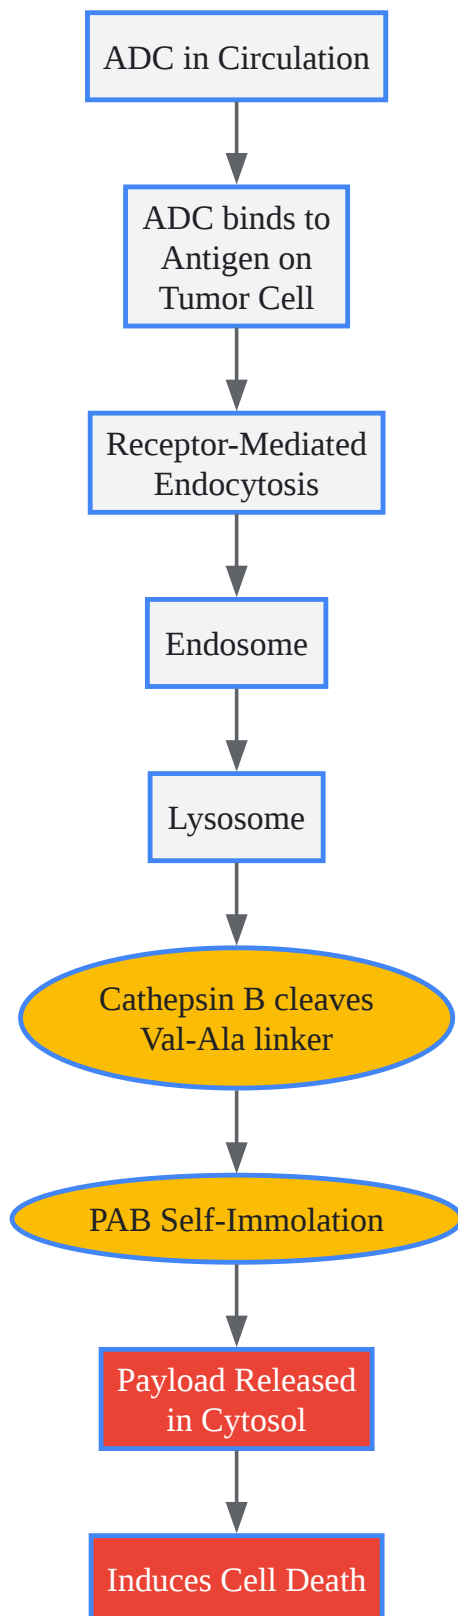 ADC in Circulation
ADC binds to
Antigen on
Tumor Cell
Receptor-Mediated
Endocytosis
Endosome
Lysosome
Cathepsin B cleaves
Val-Ala linker
PAB Self-Immolation
Payload Released
in Cytosol
Induces Cell Death